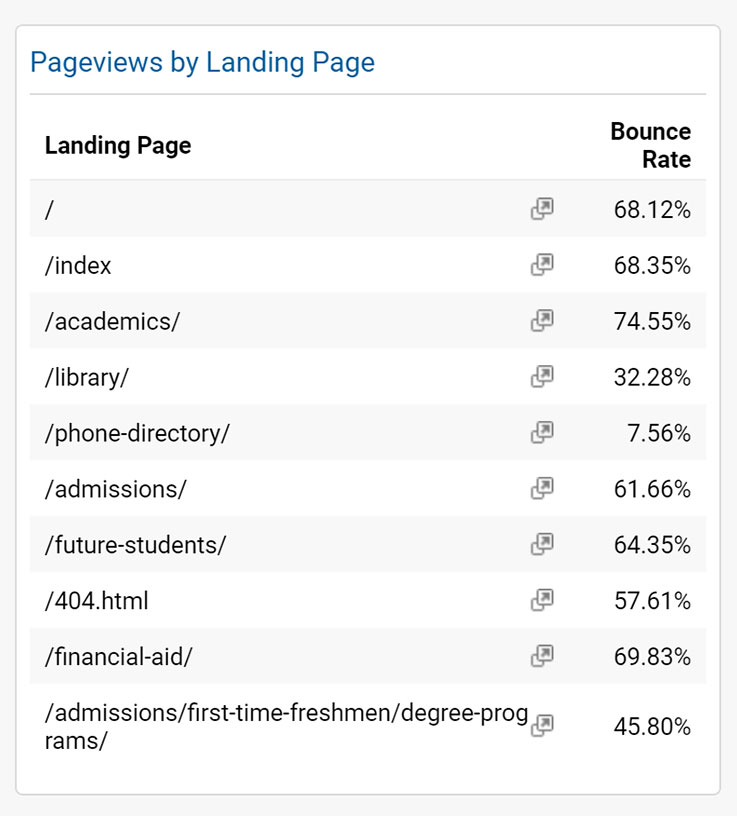 Pageviews by Landing Page
Landing Page
Bounce
Rate
/ 68.12%
/index 68.35%
/academics/ 74.55%
/library/ 32.28%
/phone-directory/ 7.56%
/admissions/ 61.66%
/future-students/ 64.35%
/404.html 57.61%
/financial-aid/ 69.83%
/admissions/first-time-freshmen/degree-prog
rams/ 45.80%